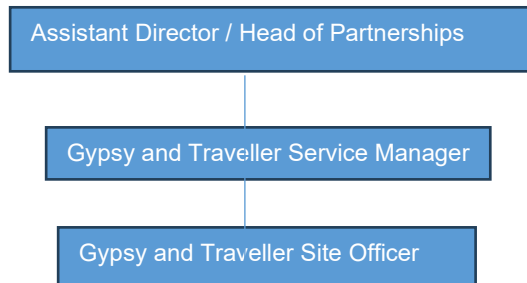 Assistant Director / Head of Partnerships
Gypsy and Traveller Service Manager
Gypsy and Traveller Site Officer